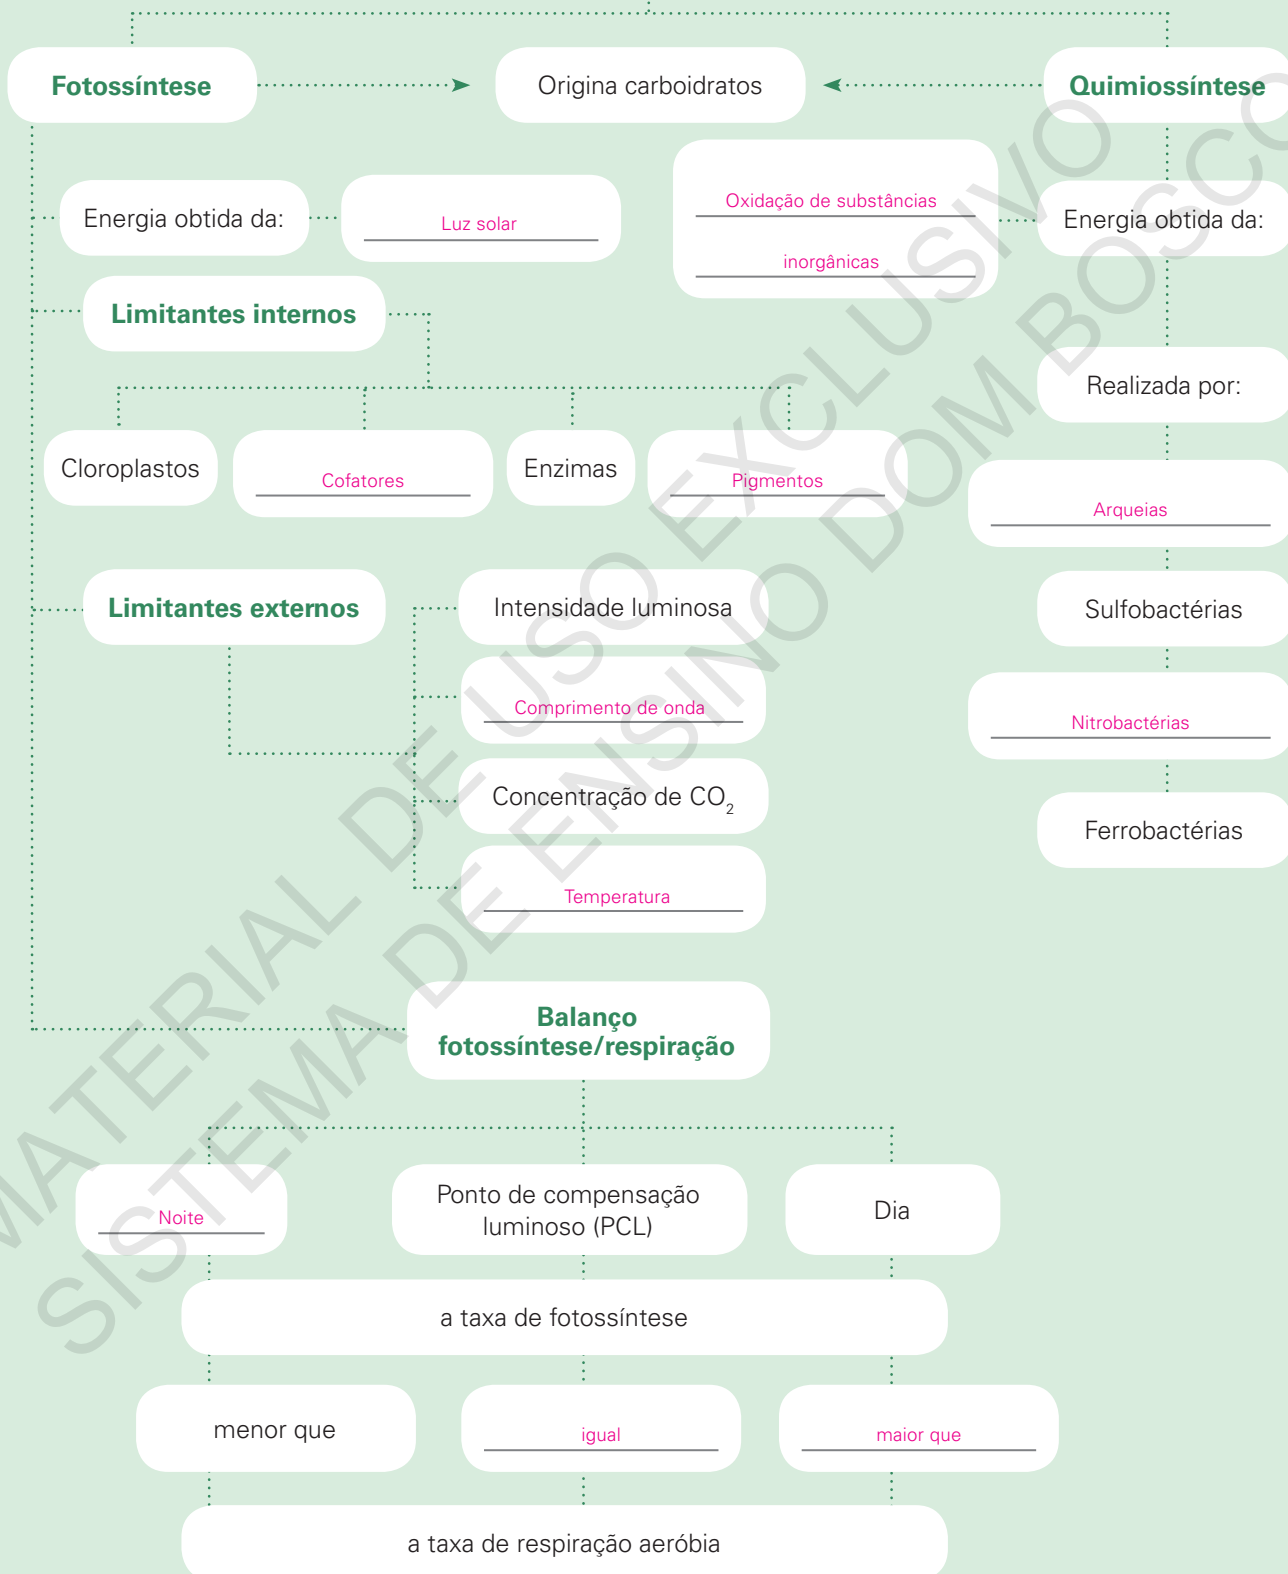 Fotossíntese
Origina carboidratos
Quimiossíntese
Energia obtida da:
Luz solar
Oxidação de substâncias
inorgânicas
Energia obtida da:
Limitantes internos
Realizada por:
Cloroplastos
Cofatores
Enzimas
Pigmentos
Arqueias
Limitantes externos
Intensidade luminosa
Sulfobactérias
Comprimento de onda
Nitrobactérias
Concentração de CO₂
Ferrobactérias
Temperatura
Balanço
fotossíntese/respiração
Noite
Ponto de compensação
luminoso (PCL)
Dia
a taxa de fotossíntese
menor que
igual
maior que
a taxa de respiração aeróbia
MATERIAL DE USO EXCLUSIVO
SISTEMA DE ENSINO DOM BOSCO